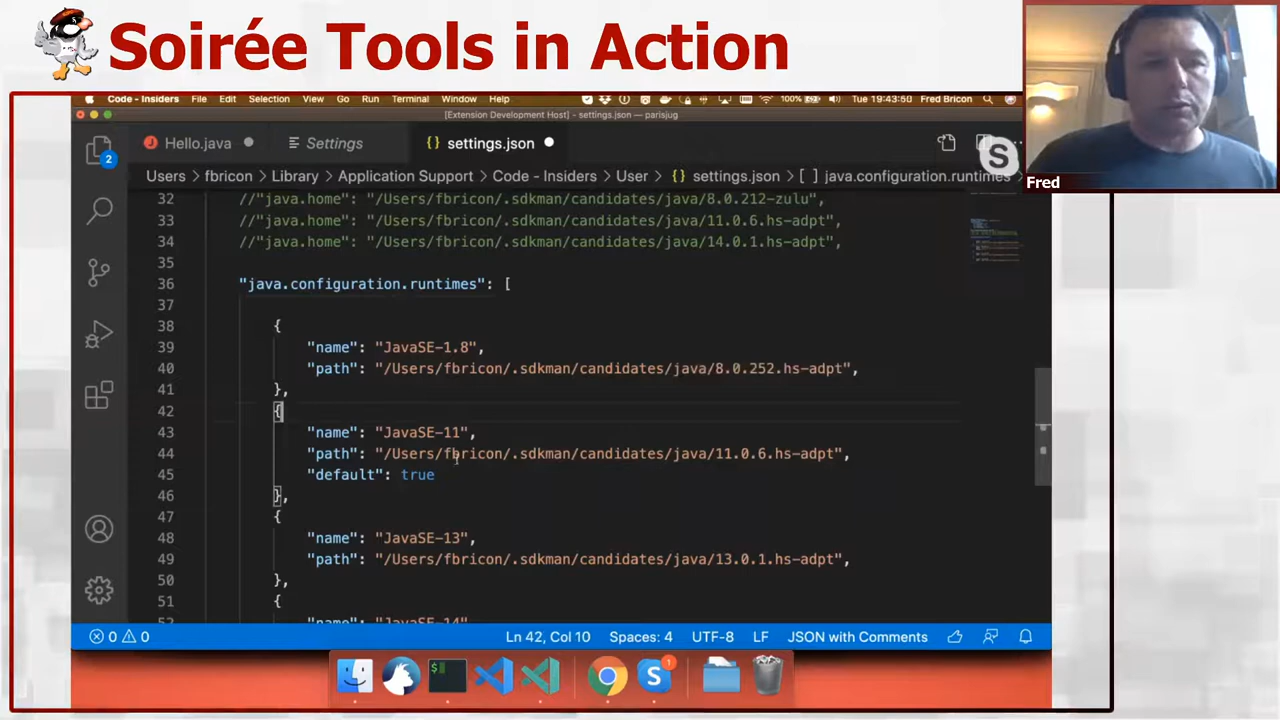 Soirée Tools in Action
Fred
Code - Insiders File Edit Selection View Go Run Terminal Window Help 100% Tue 19:43:50 Fred Bricon
[Extension Development Host] - settings.json — parisjug
2
J Hello.java
Settings
{} settings.json
S
Users fbricon Library Application Support Code - Insiders User {} settings.json [ ] java.configuration.runtimes
32 //"java.home": "/Users/fbricon/.sdkman/candidates/java/8.0.212-zulu",
33 //"java.home": "/Users/fbricon/.sdkman/candidates/java/11.0.6.hs-adpt",
34 //"java.home": "/Users/fbricon/.sdkman/candidates/java/14.0.1.hs-adpt",
35
36 "java.configuration.runtimes": [
37
38 {
39 "name": "JavaSE-1.8",
40 "path": "/Users/fbricon/.sdkman/candidates/java/8.0.252.hs-adpt",
41 },
42 {
43 "name": "JavaSE-11",
44 "path": "/Users/fbricon/.sdkman/candidates/java/11.0.6.hs-adpt",
45 "default": true
46 },
47 {
48 "name": "JavaSE-13",
49 "path": "/Users/fbricon/.sdkman/candidates/java/13.0.1.hs-adpt",
50 },
51 {
52 "name": "JavaSE-14",
0 0 Ln 42, Col 10 Spaces: 4 UTF-8 LF JSON with Comments
$
S 1